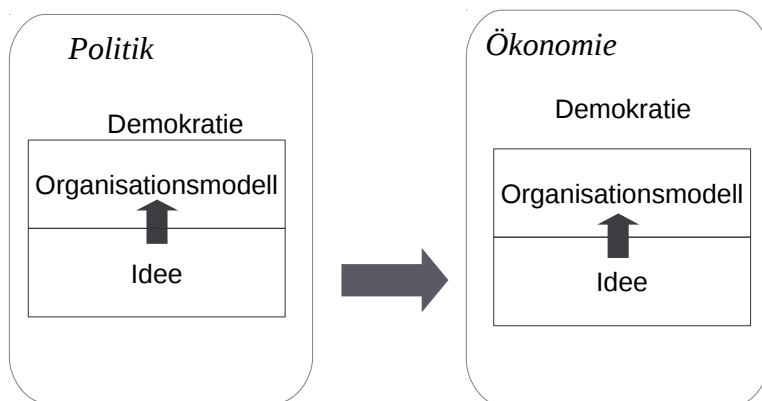 Politik
Demokratie
Organisationsmodell
Idee
Ökonomie
Demokratie
Organisationsmodell
Idee